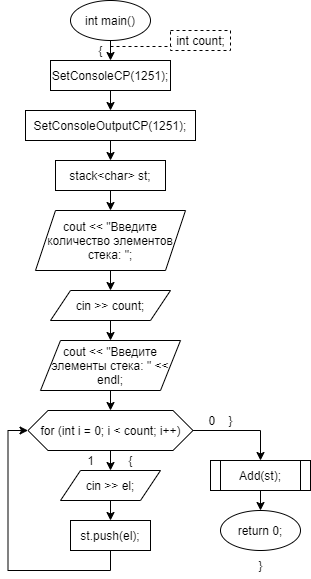 int main()
int count;
{
SetConsoleCP(1251);
SetConsoleOutputCP(1251);
stack<char> st;
cout << "Введите
количество элементов
стека: ";
cin >> count;
cout << "Введите
элементы стека: " <<
endl;
for (int i = 0; i < count; i++)
0 }
1 {
cin >> el;
Add(st);
st.push(el);
return 0;
}